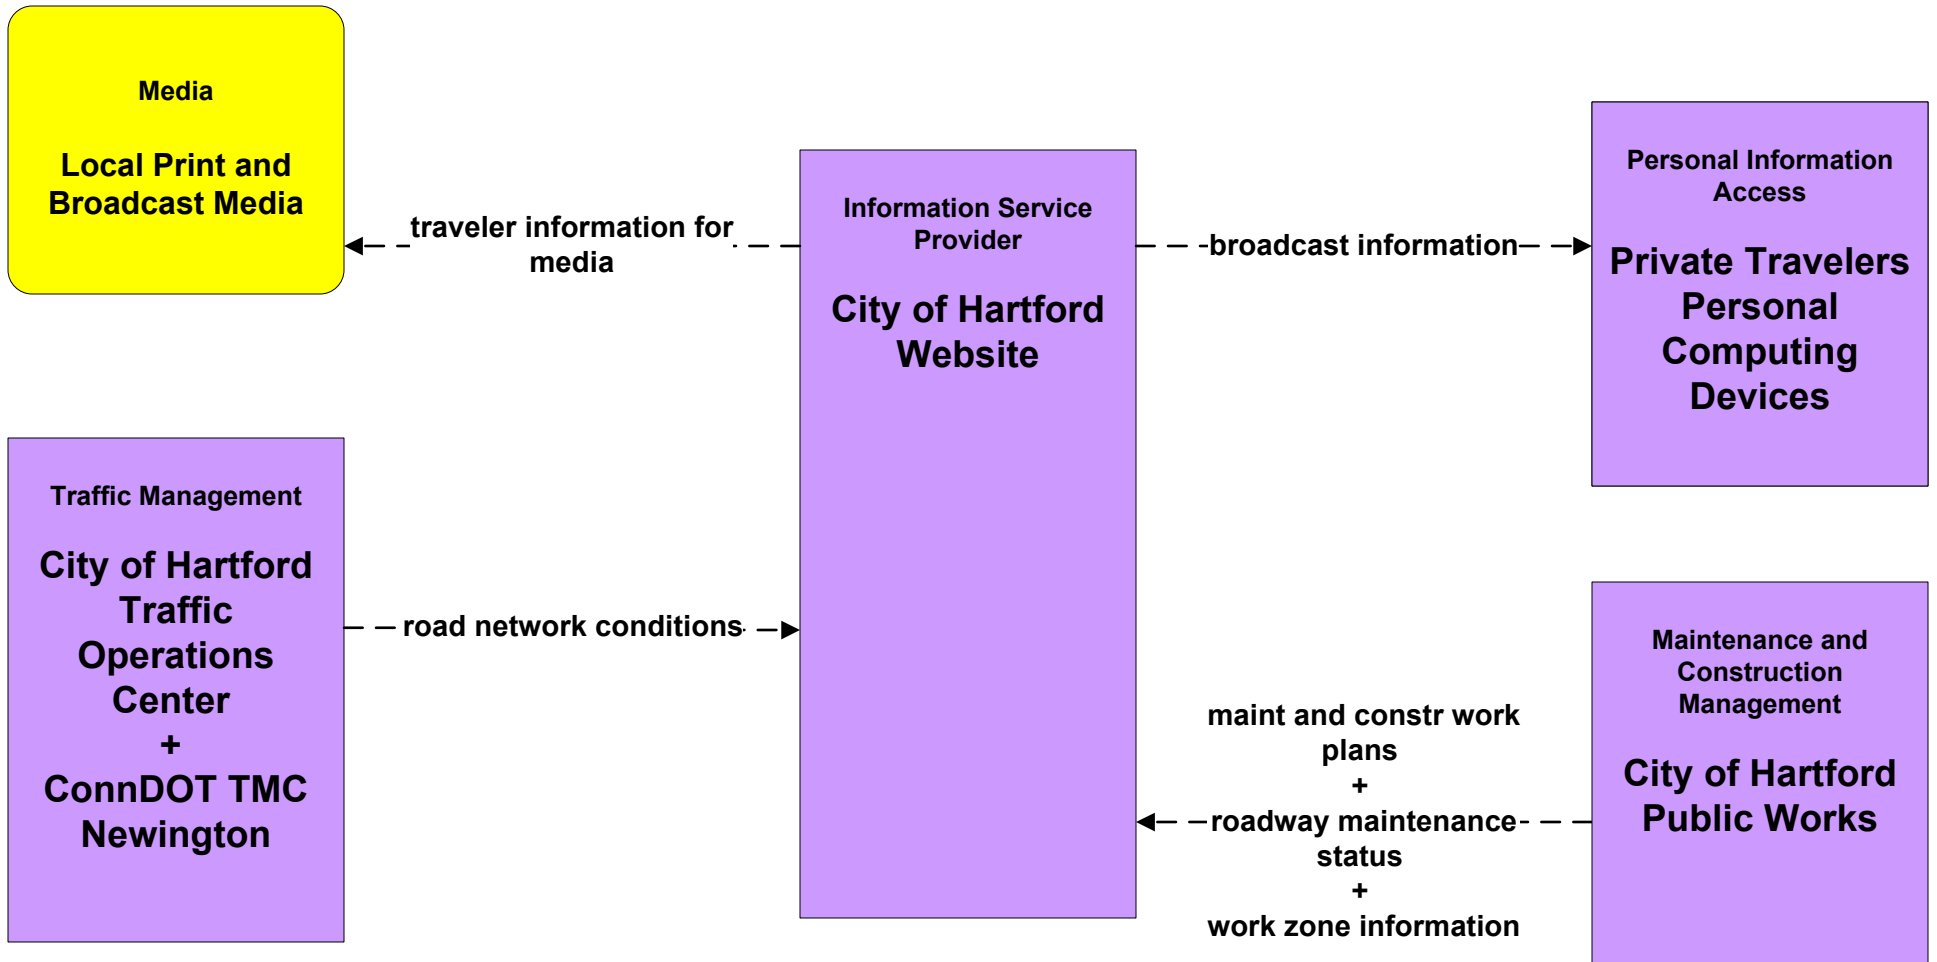 Media
Local Print and
Broadcast Media
traveler information for
media
Information Service
Provider
City of Hartford
Website
broadcast information
Personal Information
Access
Private Travelers
Personal
Computing
Devices
Traffic Management
City of Hartford
Traffic
Operations
Center
+
ConnDOT TMC
Newington
road network conditions
maint and constr work
plans
+
roadway maintenance
status
+
work zone information
Maintenance and
Construction
Management
City of Hartford
Public Works